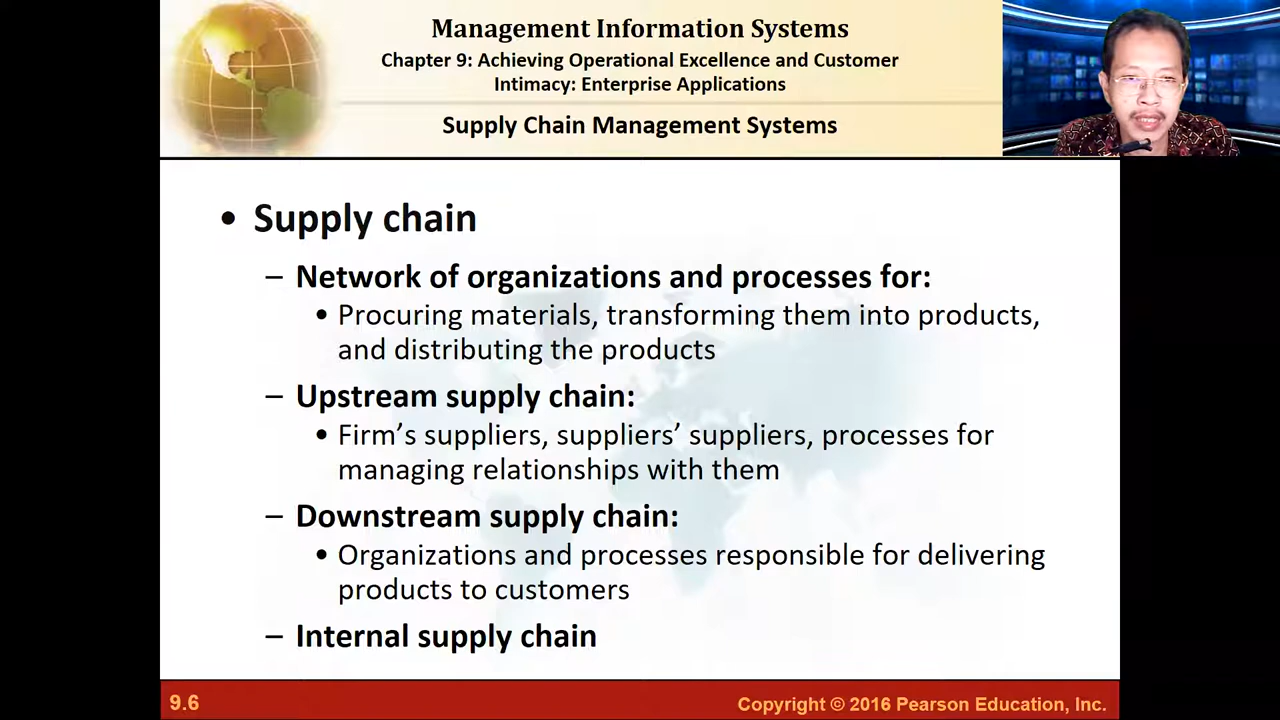 Management Information Systems
Chapter 9: Achieving Operational Excellence and Customer
Intimacy: Enterprise Applications
Supply Chain Management Systems
• Supply chain
– Network of organizations and processes for:
• Procuring materials, transforming them into products,
and distributing the products
– Upstream supply chain:
• Firm’s suppliers, suppliers’ suppliers, processes for
managing relationships with them
– Downstream supply chain:
• Organizations and processes responsible for delivering
products to customers
– Internal supply chain
9.6
Copyright © 2016 Pearson Education, Inc.